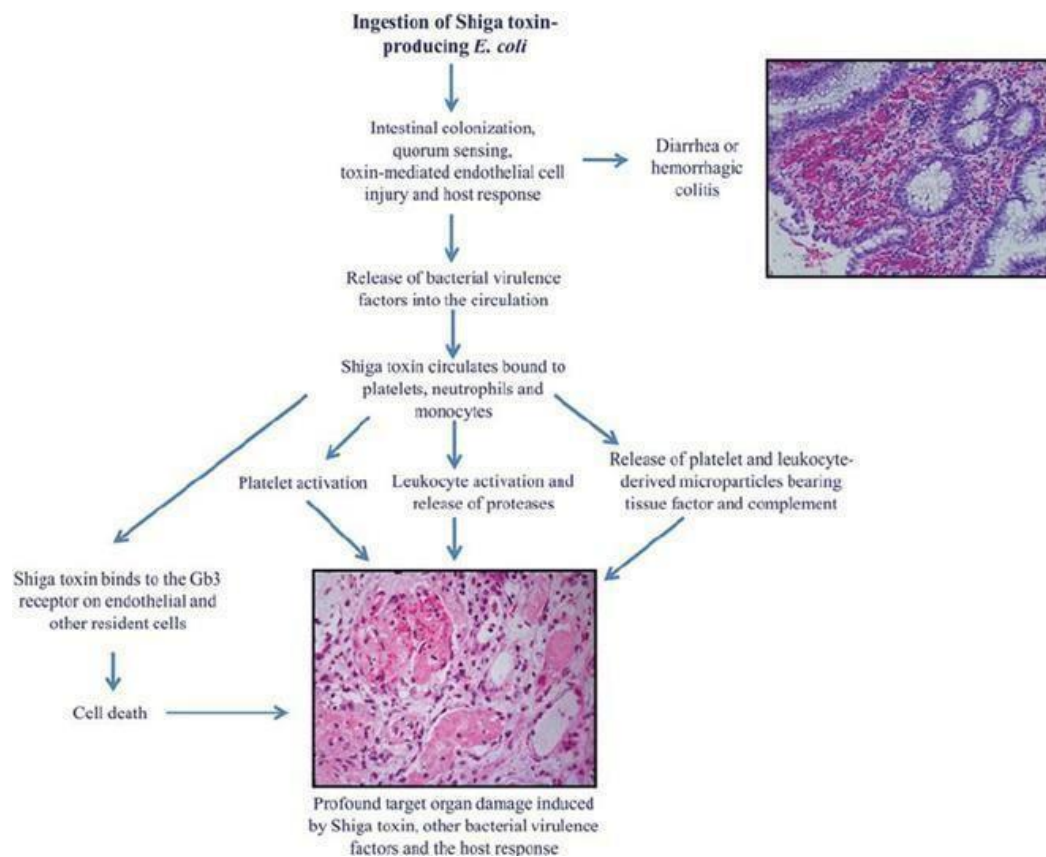 Ingestion of Shiga toxin-
producing E. coli
Intestinal colonization,
quorum sensing,
toxin-mediated endothelial cell
injury and host response
Diarrhea or
hemorrhagic
colitis
Release of bacterial virulence
factors into the circulation
Shiga toxin circulates bound to
platelets, neutrophils and
monocytes
Platelet activation
Leukocyte activation and
release of proteases
Release of platelet and leukocyte-
derived microparticles bearing
tissue factor and complement
Shiga toxin binds to the Gb3
receptor on endothelial and
other resident cells
Cell death
Profound target organ damage induced
by Shiga toxin, other bacterial virulence
factors and the host response